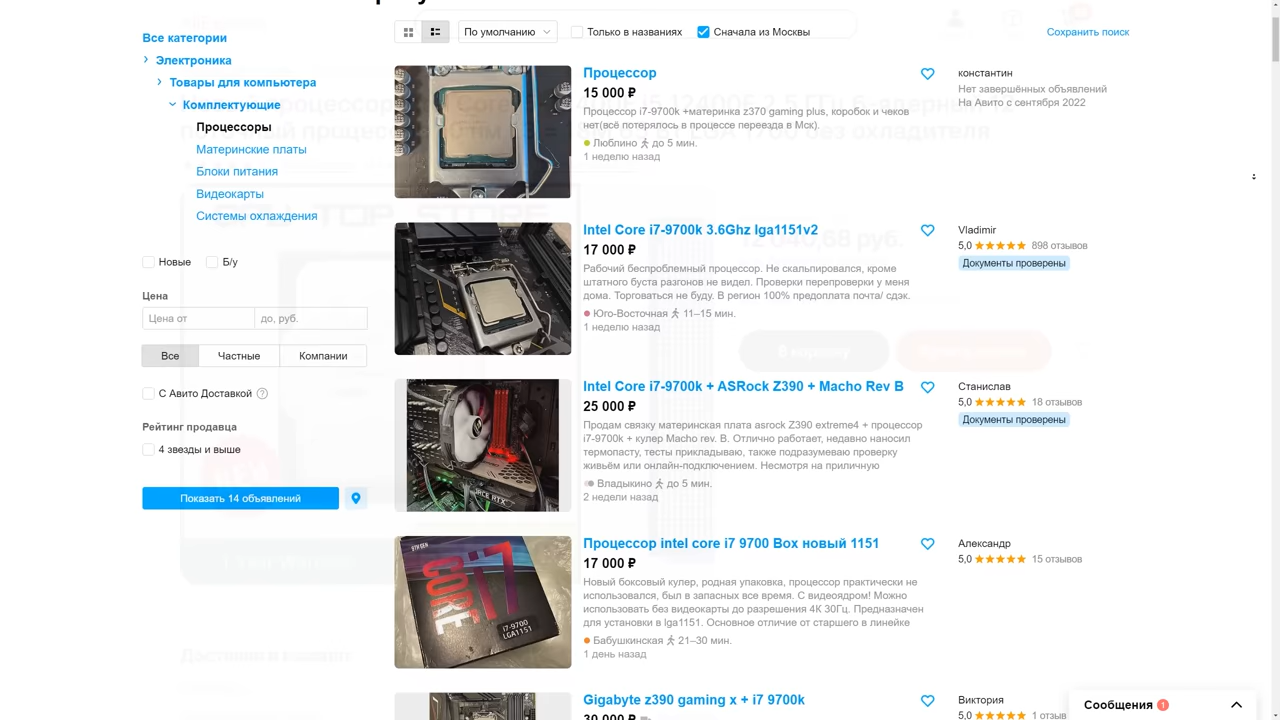 По умолчанию
Только в названиях
Сначала из Москвы
Сохранить поиск
Все категории
Электроника
Товары для компьютера
Комплектующие
Процессоры
Материнские платы
Блоки питания
Видеокарты
Системы охлаждения
Новые
Б/у
Цена
Цена от
до, руб.
Все
Частные
Компании
С Авито Доставкой
Рейтинг продавца
4 звезды и выше
Показать 14 объявлений
Процессор
15 000 ₽
Процессор i7-9700k +материнка z370 gaming plus, коробок и чеков
нет(всё потерялось в процессе переезда в Мск).
Люблино до 5 мин.
1 неделю назад
константин
Нет завершённых объявлений
На Авито с сентября 2022
Intel Core i7-9700k 3.6Ghz lga1151v2
17 000 ₽
Рабочий беспроблемный процессор. Не скальпировался, кроме
штатного буста разгонов не видел. Проверки перепроверки у меня
дома. Торговаться не буду. В регион 100% предоплата почта/ сдэк.
Юго-Восточная 11–15 мин.
1 неделю назад
Vladimir
5,0 898 отзывов
Документы проверены
Intel Core i7-9700k + ASRock Z390 + Macho Rev B
25 000 ₽
Продам связку материнская плата asrock Z390 extreme4 + процессор
i7-9700k + кулер Macho rev. B. Отлично работает, недавно наносил
термопасту, тесты прикладываю, также подразумеваю проверку
живьём или онлайн-подключением. Несмотря на приличную
Владыкино до 5 мин.
2 недели назад
Станислав
5,0 18 отзывов
Документы проверены
Процессор intel core i7 9700 Box новый 1151
17 000 ₽
Новый боксовый кулер, родная упаковка, процессор практически не
использовался, был в запасных все время. С видеоядром! Можно
использовать без видеокарты до разрешения 4К 30Гц. Предназначен
для установки в lga1151. Основное отличие от старшего в линейке
Бабушкинская 21–30 мин.
1 день назад
Александр
5,0 15 отзывов
CORE i7
i7-9700
LGA1151
Gigabyte z390 gaming x + i7 9700k
30 000 ₽
Виктория
5,0 1 отзыв
Сообщения 1